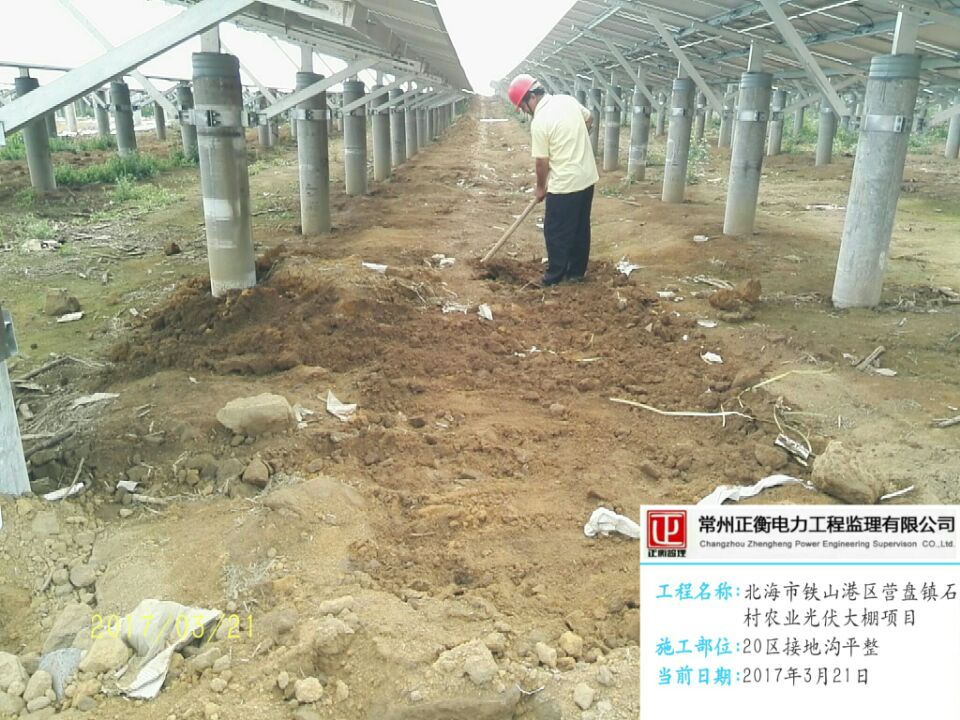 2017/03/21
常州正衡电力工程监理有限公司
Changzhou Zhengheng Power Engineering Supervison CO.,Ltd.
正衡管理
工程名称:北海市铁山港区营盘镇石
村农业光伏大棚项目
施工部位:20区接地沟平整
当前日期:2017年3月21日